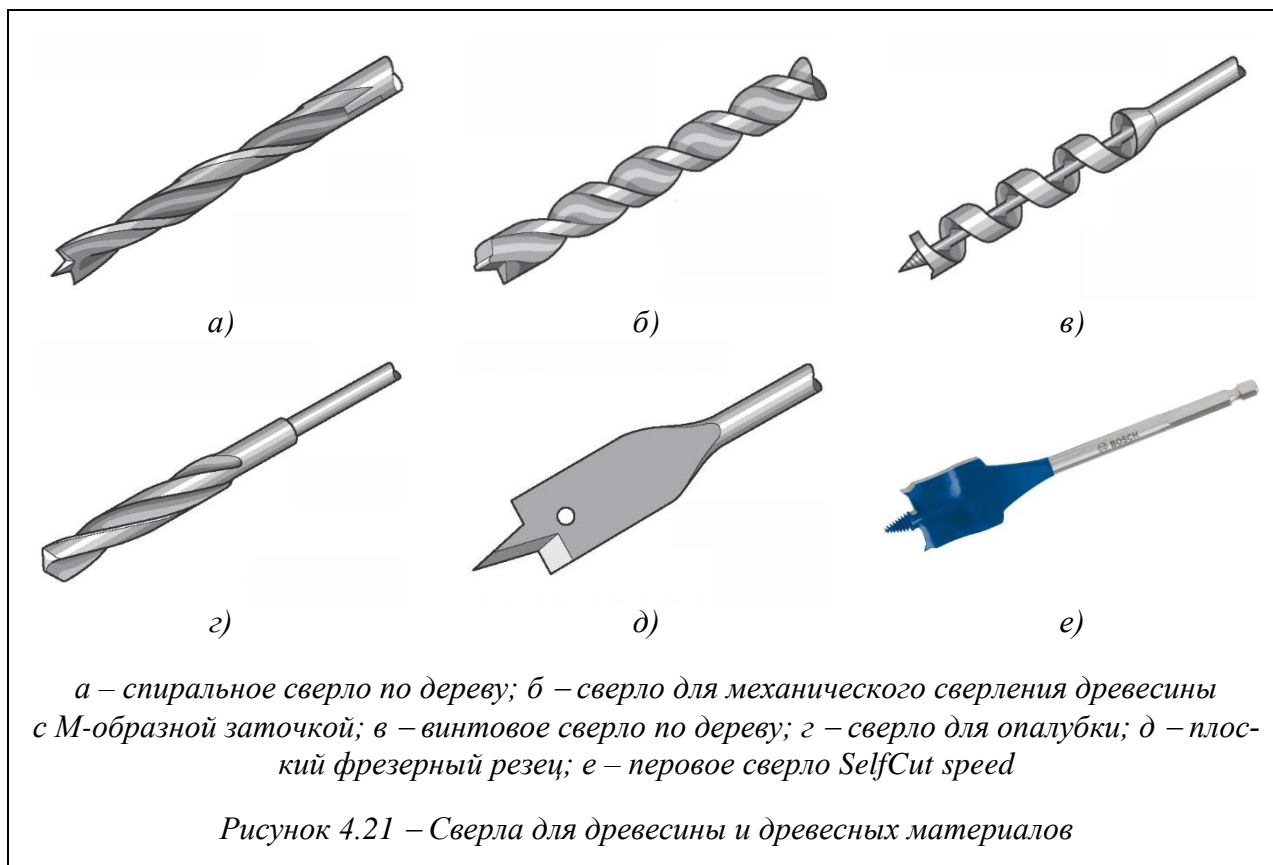 а)
б)
в)
BOSCH
г)
д)
е)
а – спиральное сверло по дереву; б – сверло для механического сверления древесины
с М-образной заточкой; в – винтовое сверло по дереву; г – сверло для опалубки; д – плос-
кий фрезерный резец; е – перовое сверло SelfCut speed
Рисунок 4.21 – Сверла для древесины и древесных материалов